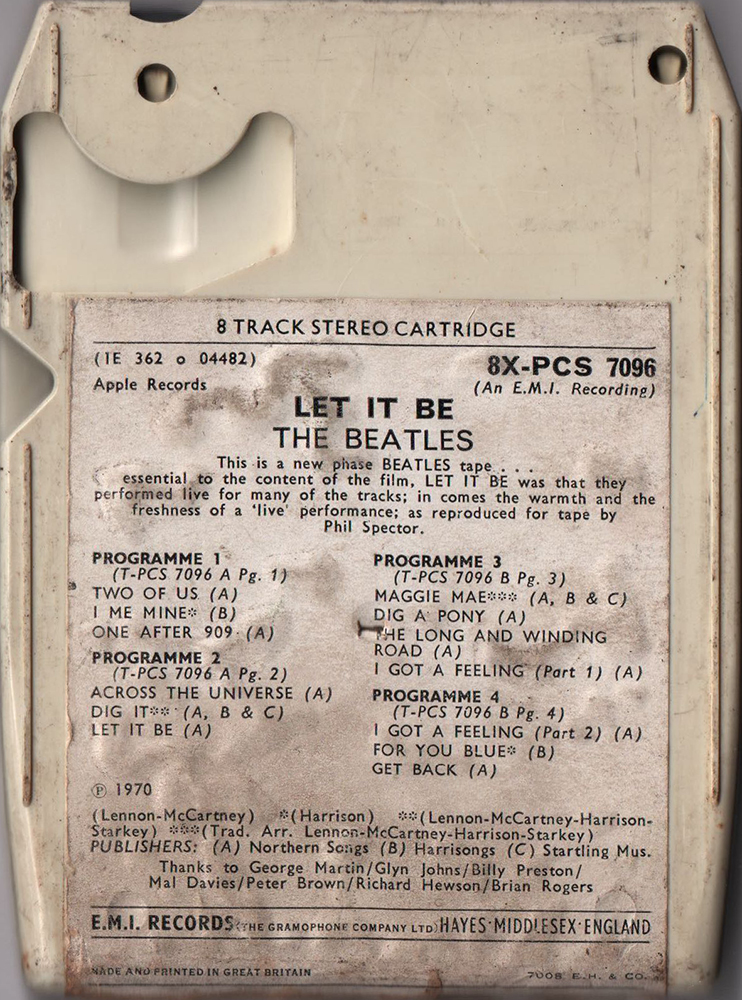 8 TRACK STEREO CARTRIDGE
(1E 362 o 04482)
8X-PCS 7096
Apple Records
(An E.M.I. Recording)
LET IT BE
THE BEATLES
This is a new phase BEATLES tape . . .
essential to the content of the film, LET IT BE was that they
performed live for many of the tracks; in comes the warmth and the
freshness of a 'live' performance; as reproduced for tape by
Phil Spector.
PROGRAMME 1
(T-PCS 7096 A Pg. 1)
TWO OF US (A)
I ME MINE* (B)
ONE AFTER 909 (A)
PROGRAMME 2
(T-PCS 7096 A Pg. 2)
ACROSS THE UNIVERSE (A)
DIG IT** (A, B & C)
LET IT BE (A)
PROGRAMME 3
(T-PCS 7096 B Pg. 3)
MAGGIE MAE*** (A, B & C)
DIG A PONY (A)
THE LONG AND WINDING
ROAD (A)
I GOT A FEELING (Part 1) (A)
PROGRAMME 4
(T-PCS 7096 B Pg. 4)
I GOT A FEELING (Part 2) (A)
FOR YOU BLUE* (B)
GET BACK (A)
℗ 1970
(Lennon-McCartney) *(Harrison) **(Lennon-McCartney-Harrison-
Starkey) ***(Trad. Arr. Lennon-McCartney-Harrison-Starkey)
PUBLISHERS: (A) Northern Songs (B) Harrisongs (C) Startling Mus.
Thanks to George Martin/Glyn Johns/Billy Preston/
Mal Davies/Peter Brown/Richard Hewson/Brian Rogers
E.M.I. RECORDS (THE GRAMOPHONE COMPANY LTD) HAYES·MIDDLESEX·ENGLAND
MADE AND PRINTED IN GREAT BRITAIN
7008 E.H. & CO.